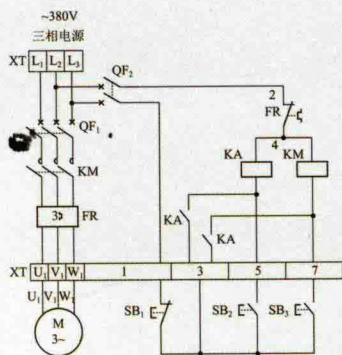 ~380V
三相电源
XT L₁ L₂ L₃
QF₂
2
QF₁
FR
4
KA KM
KM
3 FR
KA
KA
XT U₁ V₁ W₁ 1 3 5 7
U₁ V₁ W₁
SB₁ SB₂ SB₃
M
3~